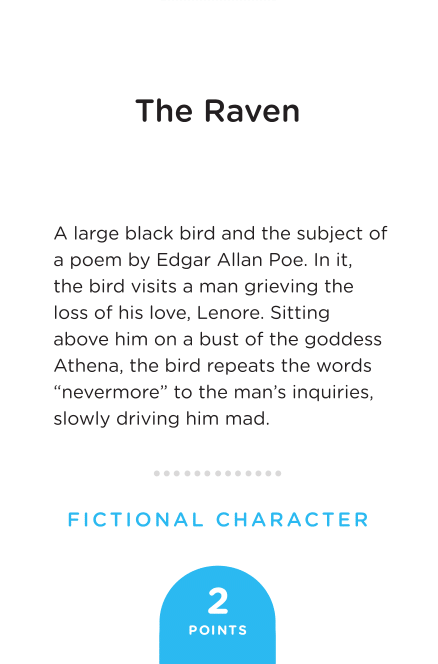 The Raven
A large black bird and the subject of
a poem by Edgar Allan Poe. In it,
the bird visits a man grieving the
loss of his love, Lenore. Sitting
above him on a bust of the goddess
Athena, the bird repeats the words
“nevermore” to the man’s inquiries,
slowly driving him mad.
FICTIONAL CHARACTER
2
POINTS